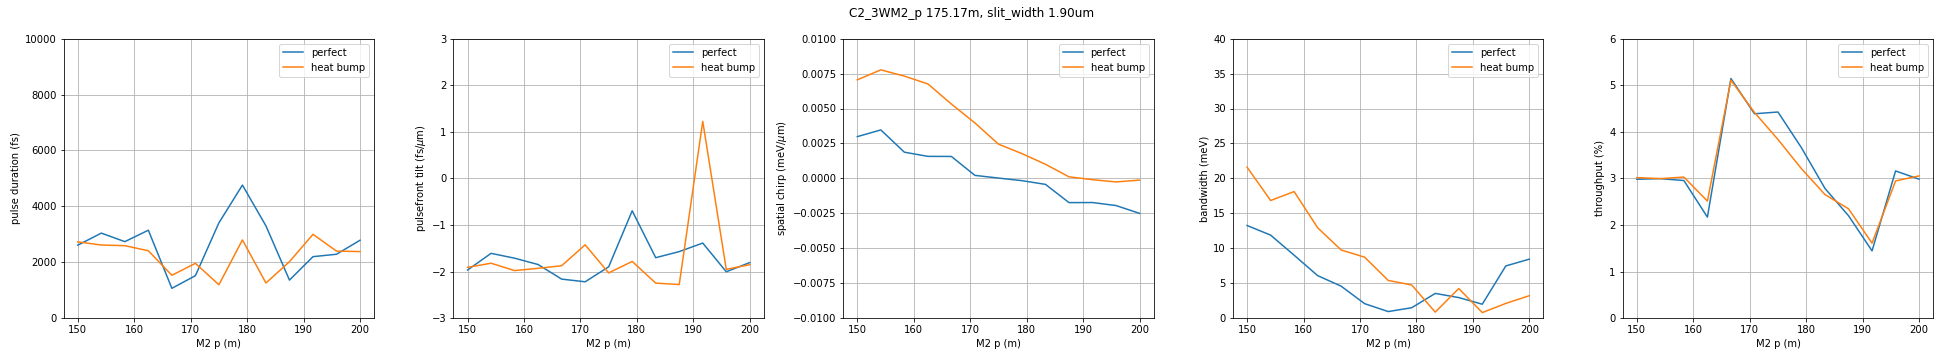 C2_3WM2_p 175.17m, slit_width 1.90um
10000
8000
6000
4000
2000
0
pulse duration (fs)
150 160 170 180 190 200
M2 p (m)
perfect
heat bump
3
2
1
0
−1
−2
−3
pulsefront tilt (fs/μm)
150 160 170 180 190 200
M2 p (m)
perfect
heat bump
0.0100
0.0075
0.0050
0.0025
0.0000
−0.0025
−0.0050
−0.0075
−0.0100
spatial chirp (meV/μm)
150 160 170 180 190 200
M2 p (m)
perfect
heat bump
40
35
30
25
20
15
10
5
0
bandwidth (meV)
150 160 170 180 190 200
M2 p (m)
perfect
heat bump
6
5
4
3
2
1
0
throughput (%)
150 160 170 180 190 200
M2 p (m)
perfect
heat bump